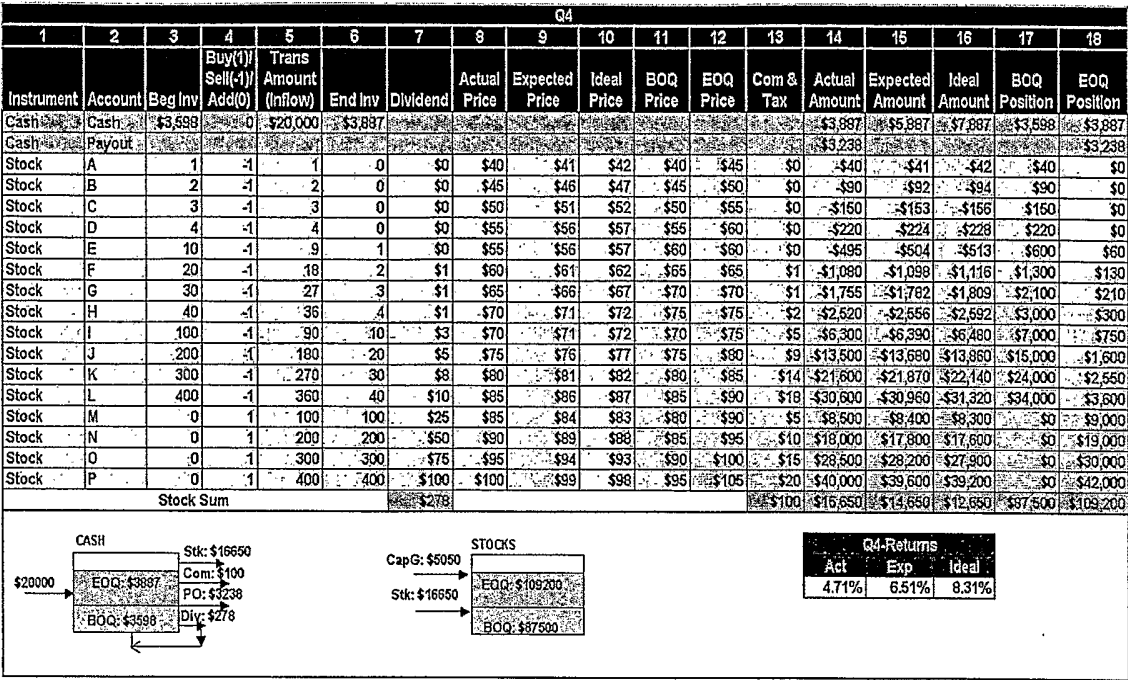 Q4
1 2 3 4 5 6 7 8 9 10 11 12 13 14 15 16 17 18
Instrument Account Beg Inv Buy(1)/ Sell(-1)/ Add(0) Trans Amount (Inflow) End Inv Dividend Actual Price Expected Price Ideal Price BOQ Price EOQ Price Com & Tax Actual Amount Expected Amount Ideal Amount BOQ Position EOQ Position
Cash Cash $3,598 0 $20,000 $3,887 $3,887 $5,887 $7,887 $3,598 $3,887
Cash Payout $3,238 $3,238
Stock A 1 -1 1 0 $0 $40 $41 $42 $40 $45 $0 -$40 -$41 -$42 $40 $0
Stock B 2 -1 2 0 $0 $45 $46 $47 $45 $50 $0 -$90 -$92 -$94 $90 $0
Stock C 3 -1 3 0 $0 $50 $51 $52 $50 $55 $0 -$150 -$153 -$156 $150 $0
Stock D 4 -1 4 0 $0 $55 $56 $57 $55 $60 $0 -$220 -$224 -$228 $220 $0
Stock E 10 -1 9 1 $0 $55 $56 $57 $60 $60 $0 -$495 -$504 -$513 $600 $60
Stock F 20 -1 18 2 $1 $60 $61 $62 $65 $65 $1 -$1,080 -$1,098 -$1,116 $1,300 $130
Stock G 30 -1 27 3 $1 $65 $66 $67 $70 $70 $1 -$1,755 -$1,782 -$1,809 $2,100 $210
Stock H 40 -1 36 4 $1 $70 $71 $72 $75 $75 $2 -$2,520 -$2,556 -$2,592 $3,000 $300
Stock I 100 -1 90 10 $3 $70 $71 $72 $70 $75 $5 -$6,300 -$6,390 -$6,480 $7,000 $750
Stock J 200 -1 180 20 $5 $75 $76 $77 $75 $80 $9 -$13,500 -$13,680 -$13,860 $15,000 $1,600
Stock K 300 -1 270 30 $8 $80 $81 $82 $80 $85 $14 -$21,600 -$21,870 -$22,140 $24,000 $2,550
Stock L 400 -1 360 40 $10 $85 $86 $87 $85 $90 $18 -$30,600 -$30,960 -$31,320 $34,000 $3,600
Stock M 0 1 100 100 $25 $85 $84 $83 $80 $90 $5 $8,500 $8,400 $8,300 $0 $9,000
Stock N 0 1 200 200 $50 $90 $89 $88 $85 $95 $10 $18,000 $17,800 $17,600 $0 $19,000
Stock O 0 1 300 300 $75 $95 $94 $93 $90 $100 $15 $28,500 $28,200 $27,900 $0 $30,000
Stock P 0 1 400 400 $100 $100 $99 $98 $95 $105 $20 $40,000 $39,600 $39,200 $0 $42,000
Stock Sum $278 $100 $16,650 $14,650 $12,650 $87,500 $109,200
CASH
$20000
EOQ: $3887
BOQ: $3598
Stk: $16650
Com: $100
PO: $3238
Div: $278
STOCKS
CapG: $5050
Stk: $16650
EOQ: $109200
BOQ: $87500
Q4-Returns
Act Exp Ideal
4.71% 6.51% 8.31%